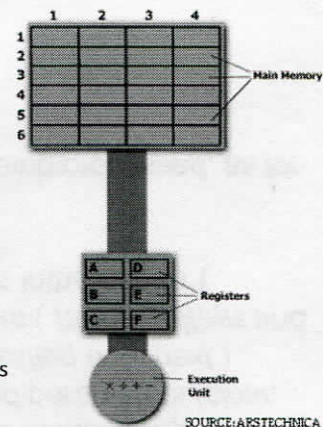 1 2 3 4
1
2
3
4
5
6
Main Memory
A D
B E
C F
Registers
s
× ÷ + -
Execution
Unit
SOURCE:ARSTECHNICA